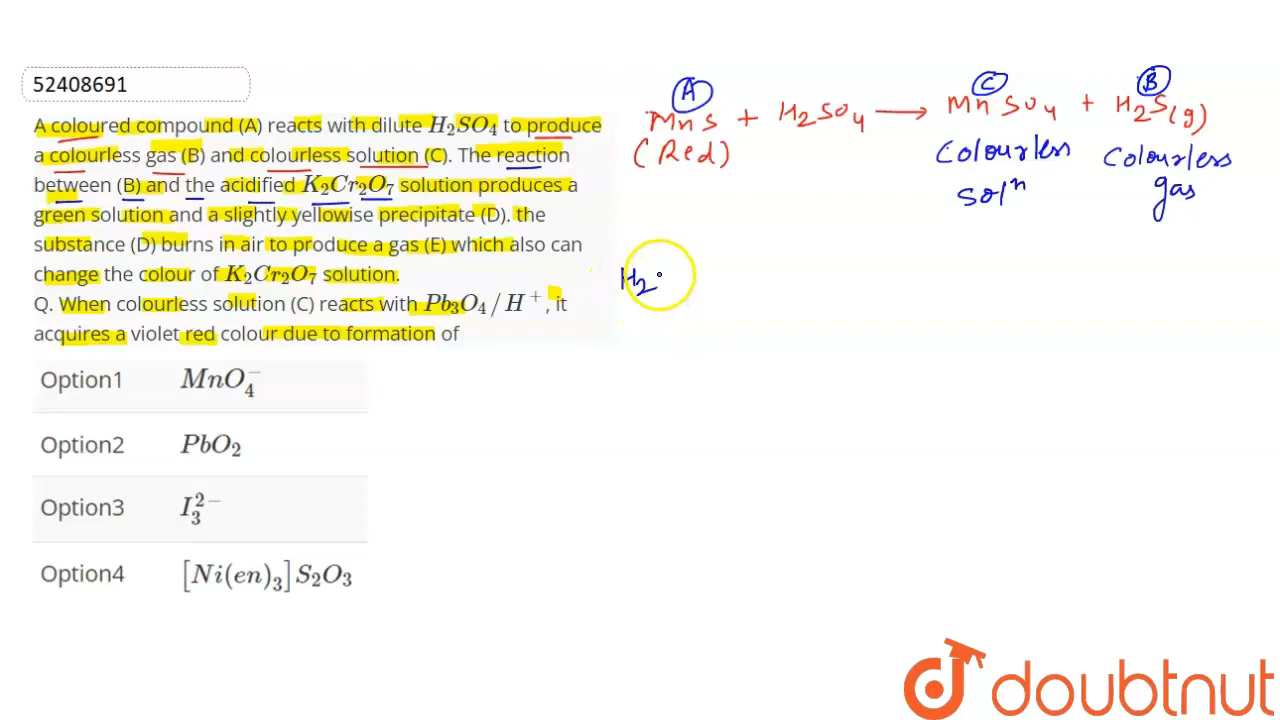 52408691
A coloured compound (A) reacts with dilute H₂SO₄ to produce
a colourless gas (B) and colourless solution (C). The reaction
between (B) and the acidified K₂Cr₂O₇ solution produces a
green solution and a slightly yellowise precipitate (D). the
substance (D) burns in air to produce a gas (E) which also can
change the colour of K₂Cr₂O₇ solution.
Q. When colourless solution (C) reacts with Pb₃O₄/H⁺, it
acquires a violet red colour due to formation of
Option1 MnO₄⁻
Option2 PbO₂
Option3 I₃²⁻
Option4 [Ni(en)₃]S₂O₃
A C B
MnS + H₂SO₄ → MnSO₄ + H₂S(g)
(Red) Colourless Colourless
solⁿ gas
H₂
doubtnut